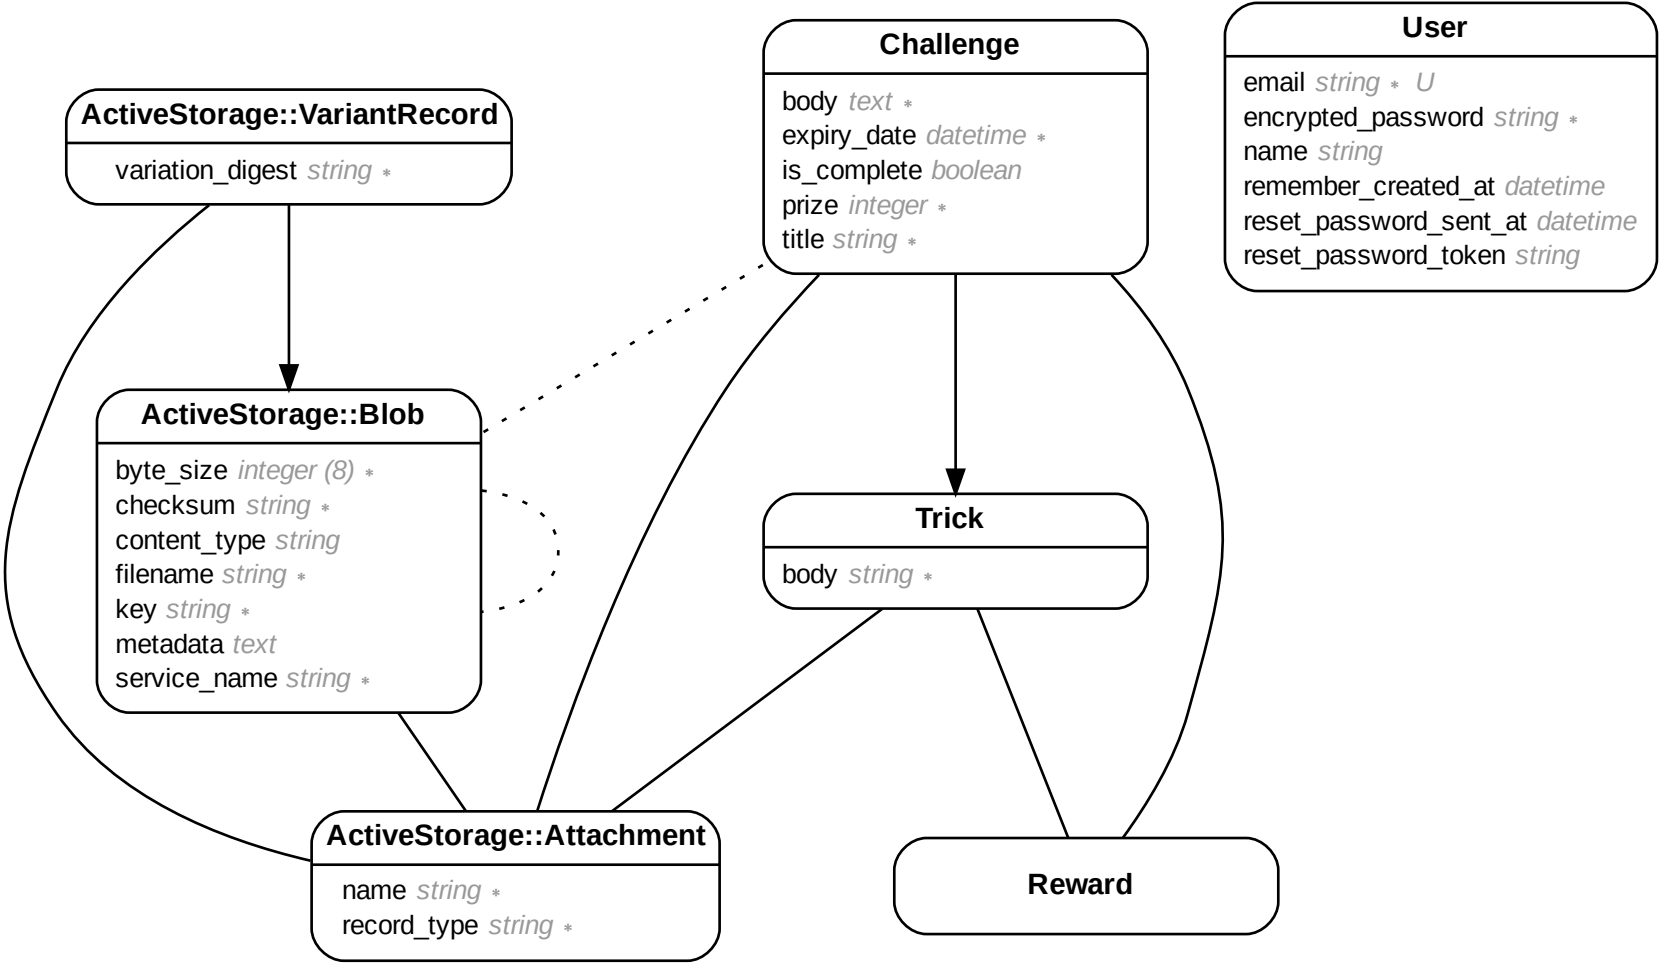 ActiveStorage::VariantRecord
variation_digest string *
Challenge
body text *
expiry_date datetime *
is_complete boolean
prize integer *
title string *
User
email string * U
encrypted_password string *
name string
remember_created_at datetime
reset_password_sent_at datetime
reset_password_token string
ActiveStorage::Blob
byte_size integer (8) *
checksum string *
content_type string
filename string *
key string *
metadata text
service_name string *
Trick
body string *
ActiveStorage::Attachment
name string *
record_type string *
Reward